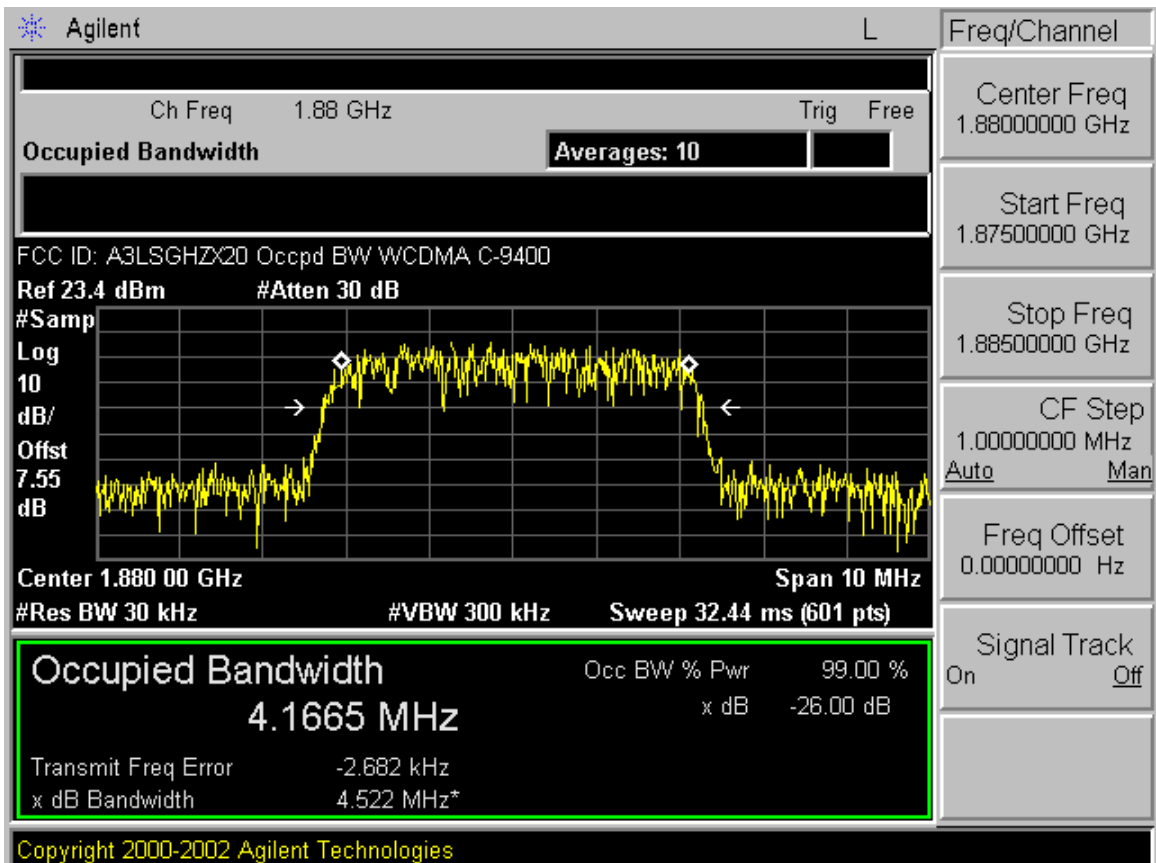 Agilent L
Freq/Channel
Ch Freq 1.88 GHz Trig Free
Occupied Bandwidth Averages: 10
FCC ID: A3LSGHZX20 Occpd BW WCDMA C-9400
Ref 23.4 dBm #Atten 30 dB
#Samp
Log
10
dB/
Offst
7.55
dB
Center 1.880 00 GHz Span 10 MHz
#Res BW 30 kHz #VBW 300 kHz Sweep 32.44 ms (601 pts)
Occupied Bandwidth
4.1665 MHz
Occ BW % Pwr 99.00 %
x dB -26.00 dB
Transmit Freq Error -2.682 kHz
x dB Bandwidth 4.522 MHz*
Copyright 2000-2002 Agilent Technologies
Center Freq
1.88000000 GHz
Start Freq
1.87500000 GHz
Stop Freq
1.88500000 GHz
CF Step
1.00000000 MHz
Auto Man
Freq Offset
0.00000000 Hz
Signal Track
On Off